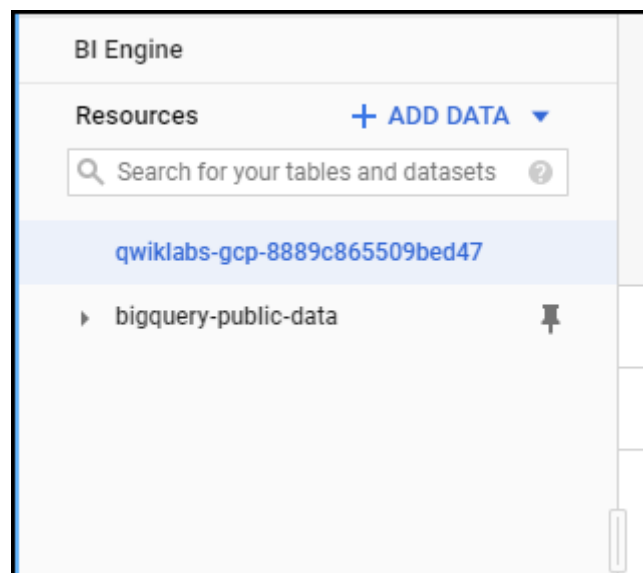 BI Engine
Resources + ADD DATA
Search for your tables and datasets ?
qwiklabs-gcp-8889c865509bed47
bigquery-public-data